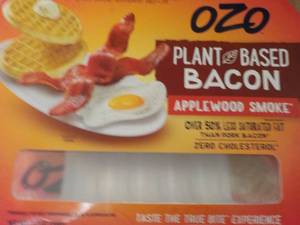 OZO
PLANT BASED
BACON
APPLEWOOD SMOKE
OVER 50% LESS SATURATED FAT
THAN PORK BACON
ZERO CHOLESTEROL
OZ
TASTE THE TRUE BITE EXPERIENCE